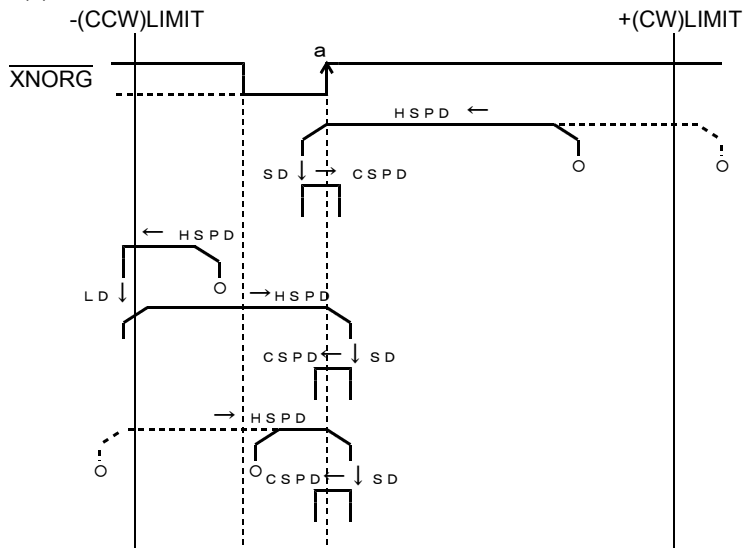 -(CCW)LIMIT
+(CW)LIMIT
a
XNORG
HSPD ←
SD ↓ → CSPD
← HSPD
LD ↓ → HSPD
CSPD ← ↓ SD
→ HSPD
CSPD ← ↓ SD